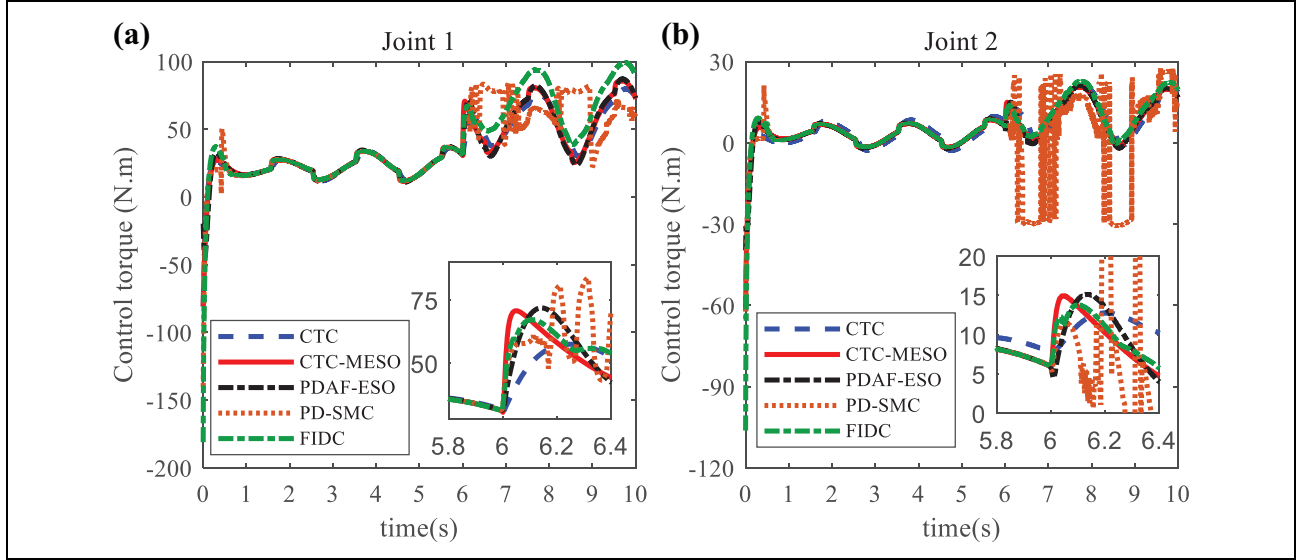 (a)
Joint 1
Control torque (N.m)
100
50
0
-50
-100
-150
-200
0 1 2 3 4 5 6 7 8 9 10
time(s)
CTC
CTC-MESO
PDAF-ESO
PD-SMC
FIDC
75
50
5.8 6 6.2 6.4
(b)
Joint 2
Control torque (N.m)
30
0
-30
-60
-90
-120
0 1 2 3 4 5 6 7 8 9 10
time(s)
CTC
CTC-MESO
PDAF-ESO
PD-SMC
FIDC
20
15
10
5
0
5.8 6 6.2 6.4